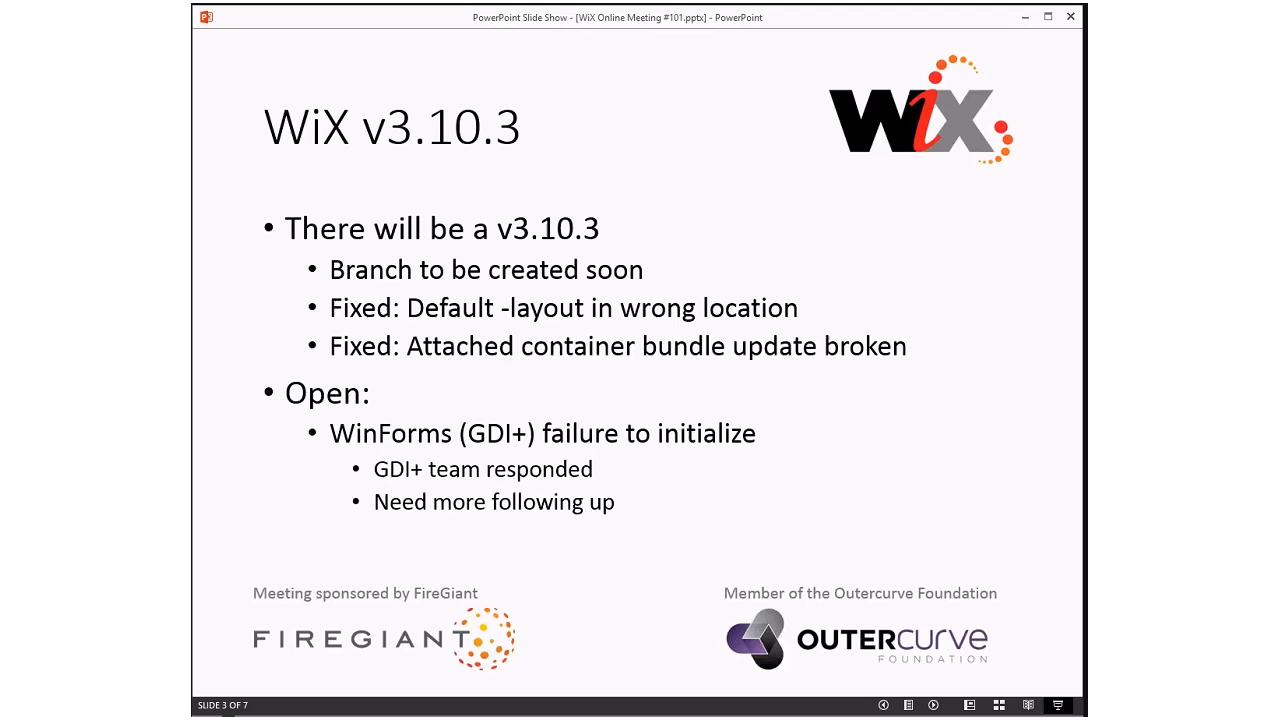 PowerPoint Slide Show - [WiX Online Meeting #101.pptx] - PowerPoint
WiX
WiX v3.10.3
• There will be a v3.10.3
• Branch to be created soon
• Fixed: Default -layout in wrong location
• Fixed: Attached container bundle update broken
• Open:
• WinForms (GDI+) failure to initialize
• GDI+ team responded
• Need more following up
Meeting sponsored by FireGiant
FIREGIANT
Member of the Outercurve Foundation
OUTERCURVE
FOUNDATION
SLIDE 3 OF 7